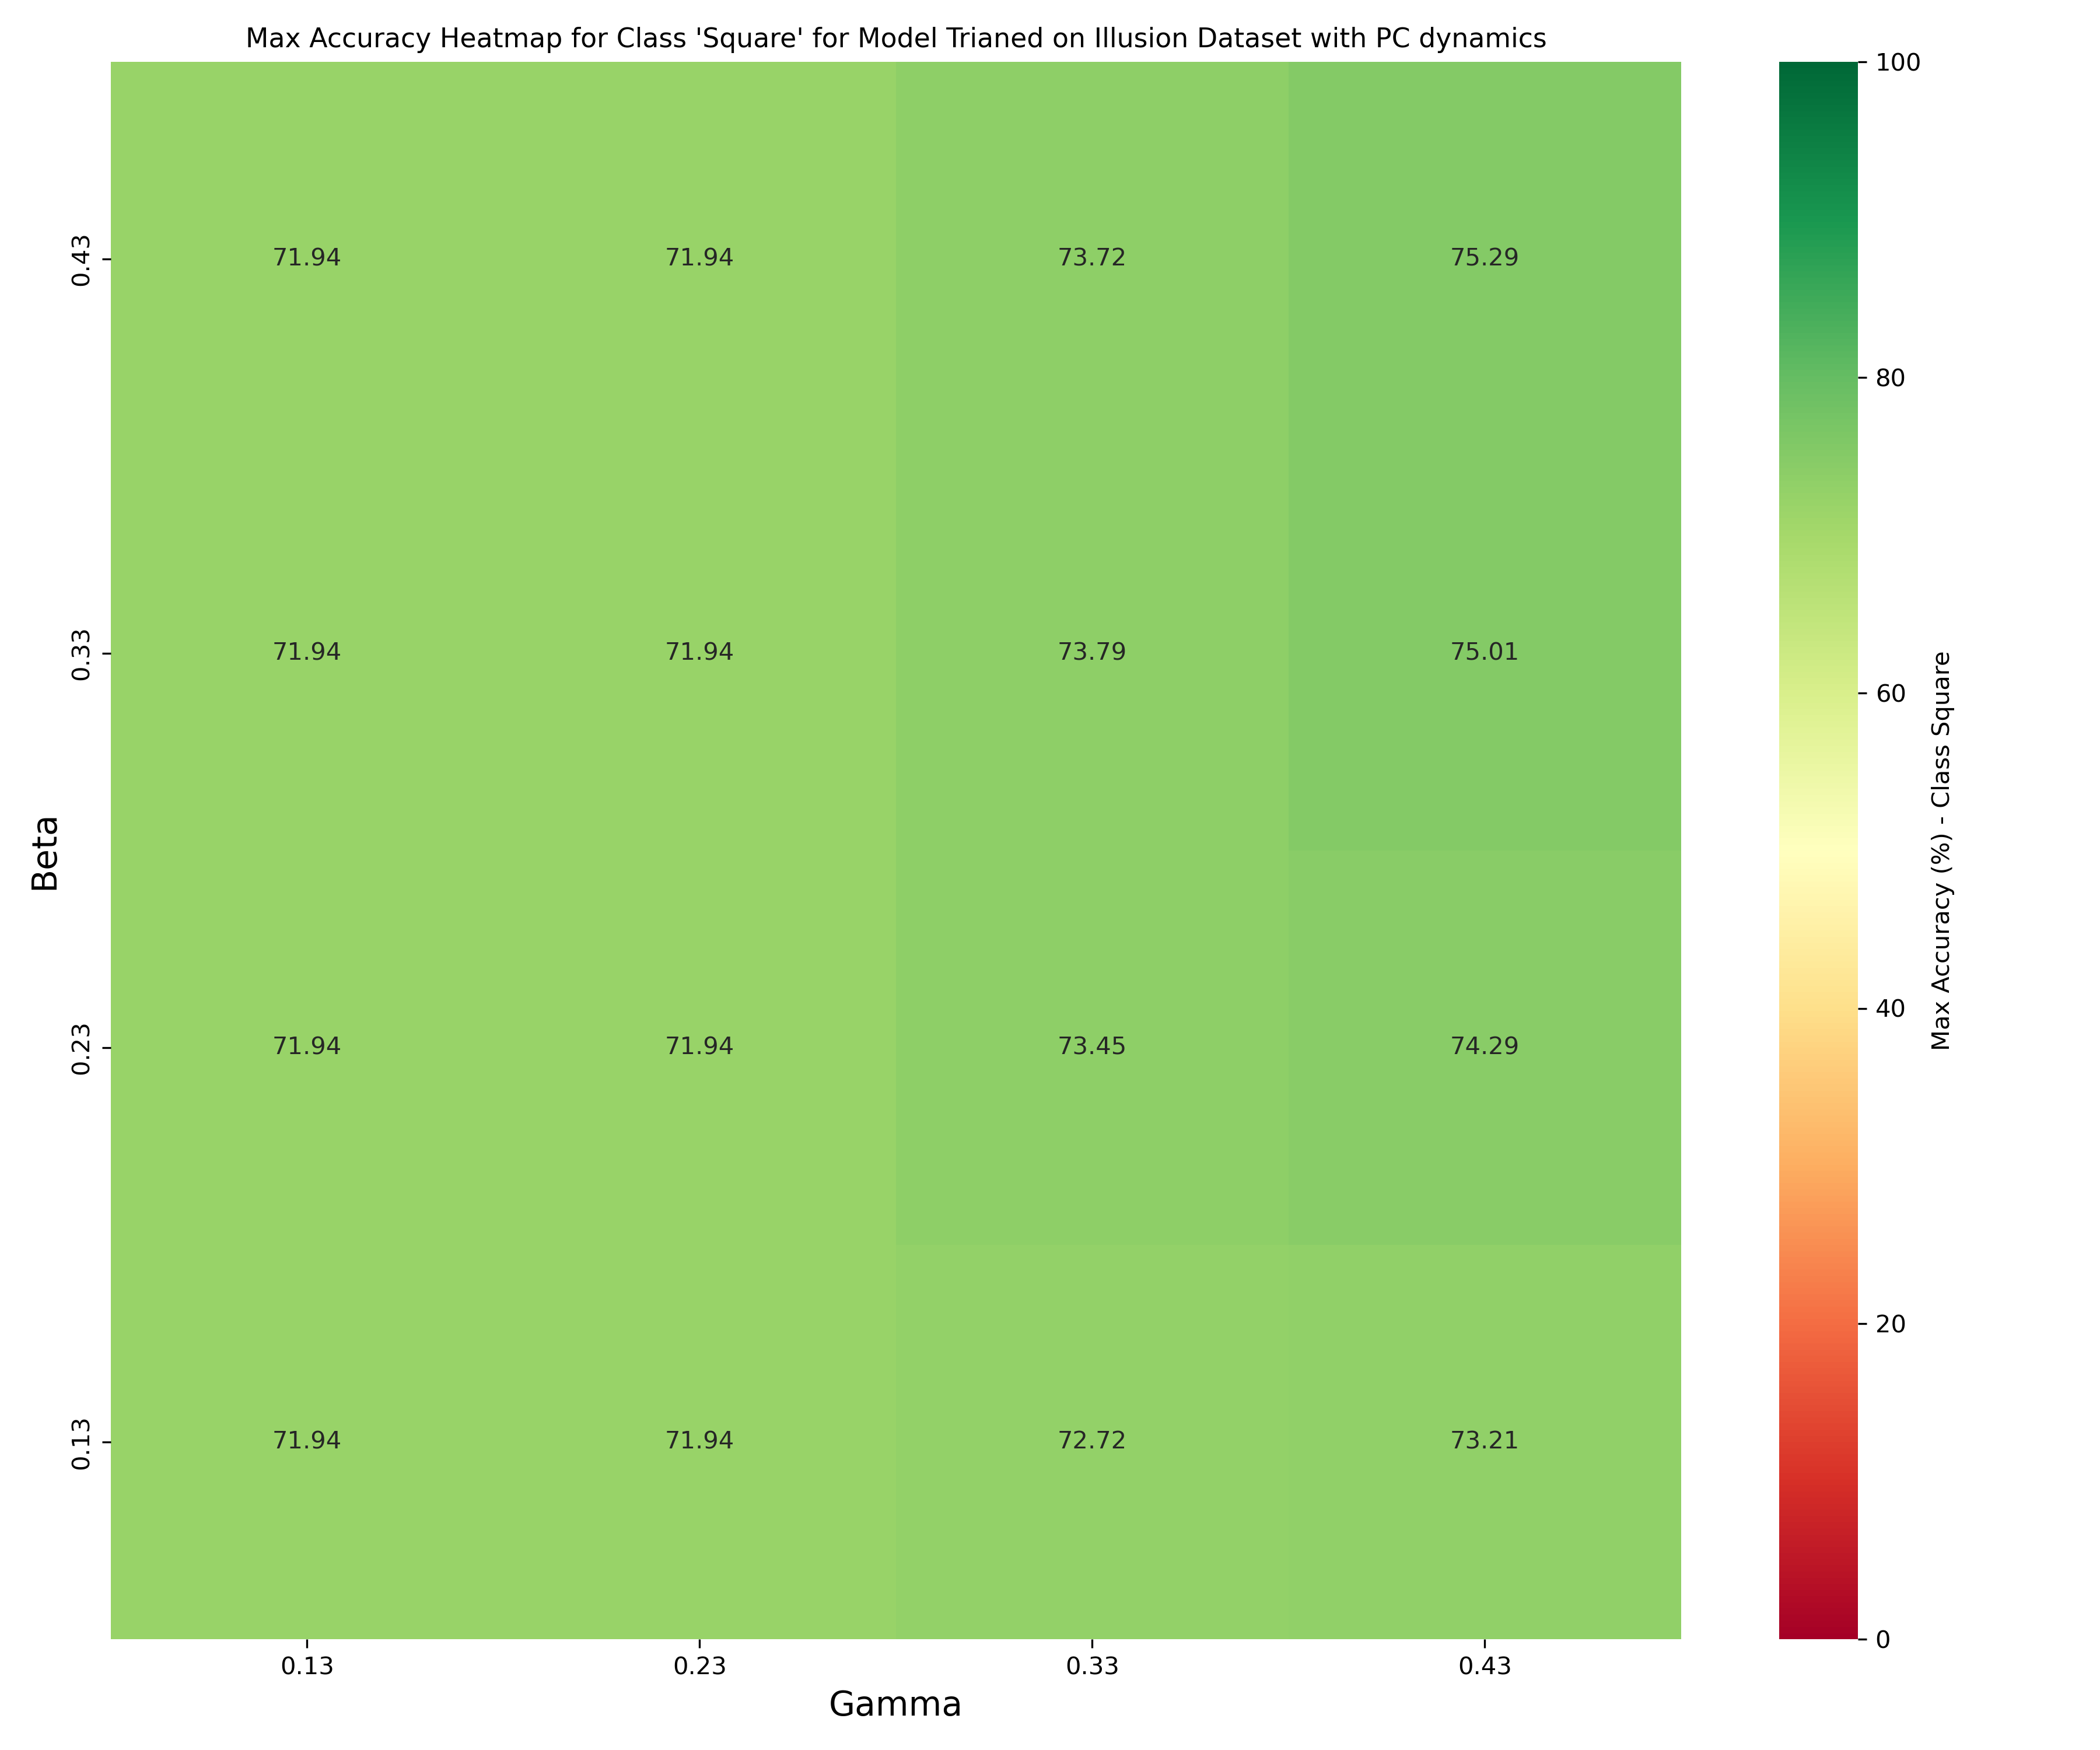 Max Accuracy Heatmap for Class 'Square' for Model Trianed on Illusion Dataset with PC dynamics
Beta
0.43
71.94 71.94 73.72 75.29
0.33
71.94 71.94 73.79 75.01
0.23
71.94 71.94 73.45 74.29
0.13
71.94 71.94 72.72 73.21
0.13 0.23 0.33 0.43
Gamma
100
80
60
40
20
0
Max Accuracy (%) - Class Square